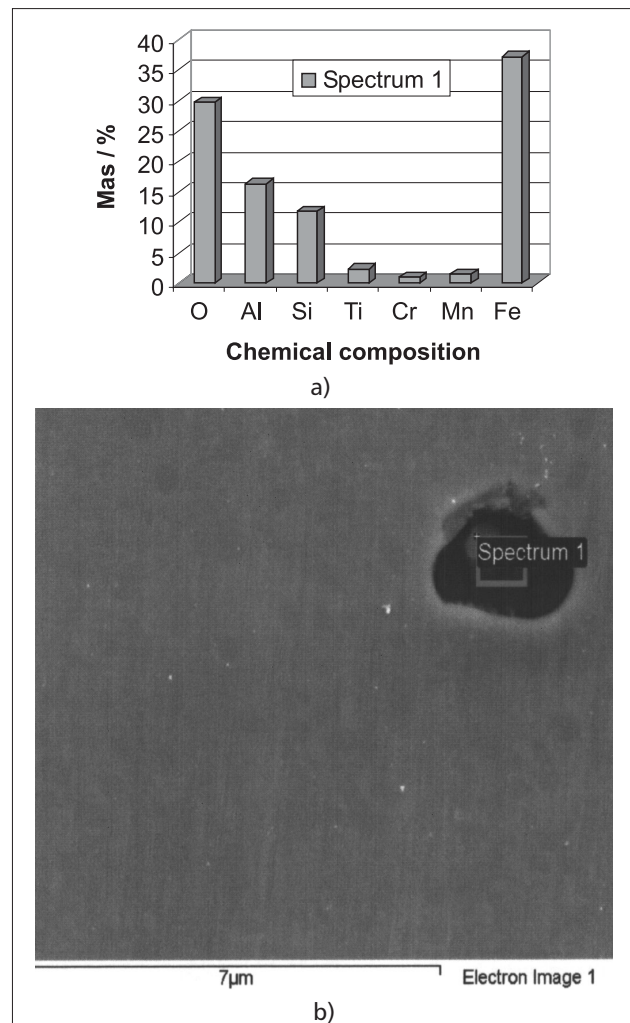 40
35
30
25
20
15
10
5
0
Mas / %
Spectrum 1
O Al Si Ti Cr Mn Fe
Chemical composition
a)
Spectrum 1
7µm Electron Image 1
b)